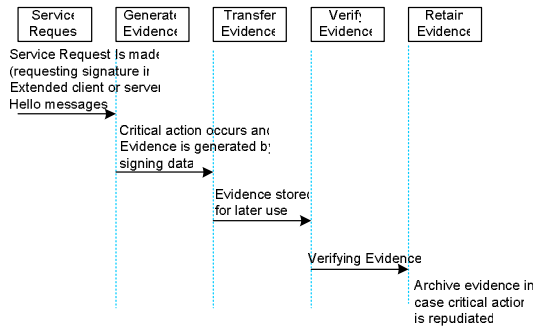 Service
Reques
Generate
Evidence
Transfer
Evidence
Verify
Evidence
Retain
Evidence
Service Request Is made
(requesting signature in
Extended client or server
Hello messages
Critical action occurs and
Evidence is generated by
signing data
Evidence stored
for later use
Verifying Evidence
Archive evidence in
case critical action
is repudiated